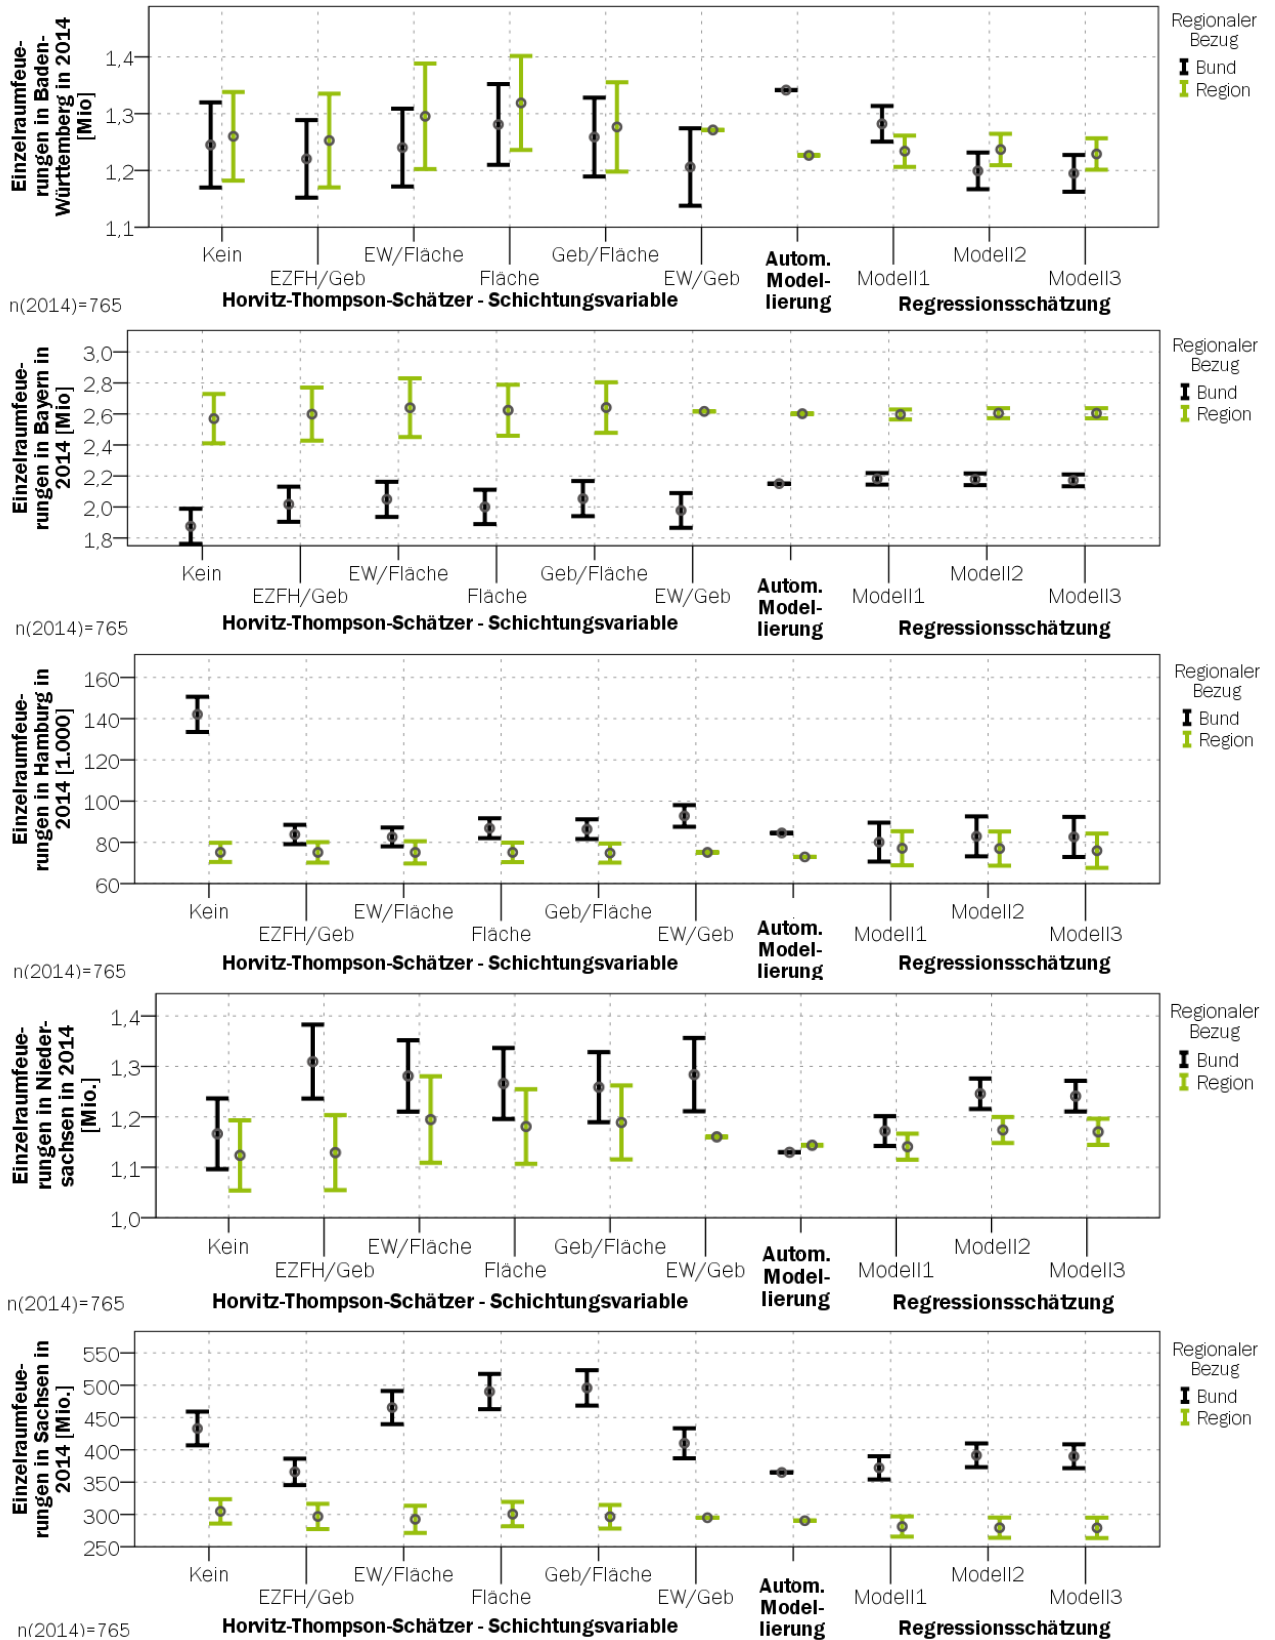 Einzelraumfeue-
rungen in Baden-
Württemberg in 2014
[Mio]
1,4
1,3
1,2
1,1
Regionaler
Bezug
Bund
Region
Kein
EW/Fläche
Geb/Fläche
Autom.
Model-
lierung
Modell2
EZFH/Geb
Fläche
EW/Geb
Modell1
Modell3
n(2014)=765
Horvitz-Thompson-Schätzer - Schichtungsvariable
Regressionsschätzung
Einzelraumfeue-
rungen in Bayern in
2014 [Mio]
3,0
2,8
2,6
2,4
2,2
2,0
1,8
Regionaler
Bezug
Bund
Region
Kein
EW/Fläche
Geb/Fläche
Autom.
Model-
lierung
Modell2
EZFH/Geb
Fläche
EW/Geb
Modell1
Modell3
n(2014)=765
Horvitz-Thompson-Schätzer - Schichtungsvariable
Regressionsschätzung
Einzelraumfeue-
rungen in Hamburg in
2014 [1.000]
160
140
120
100
80
60
Regionaler
Bezug
Bund
Region
Kein
EW/Fläche
Geb/Fläche
Autom.
Model-
lierung
Modell2
EZFH/Geb
Fläche
EW/Geb
Modell1
Modell3
n(2014)=765
Horvitz-Thompson-Schätzer - Schichtungsvariable
Regressionsschätzung
Einzelraumfeue-
rungen in Nieder-
sachsen in 2014
[Mio.]
1,4
1,3
1,2
1,1
1,0
Regionaler
Bezug
Bund
Region
Kein
EW/Fläche
Geb/Fläche
Autom.
Model-
lierung
Modell2
EZFH/Geb
Fläche
EW/Geb
Modell1
Modell3
n(2014)=765
Horvitz-Thompson-Schätzer - Schichtungsvariable
Regressionsschätzung
Einzelraumfeue-
rungen in Sachsen in
2014 [Mio.]
550
500
450
400
350
300
250
Regionaler
Bezug
Bund
Region
Kein
EW/Fläche
Geb/Fläche
Autom.
Model-
lierung
Modell2
EZFH/Geb
Fläche
EW/Geb
Modell1
Modell3
n(2014)=765
Horvitz-Thompson-Schätzer - Schichtungsvariable
Regressionsschätzung